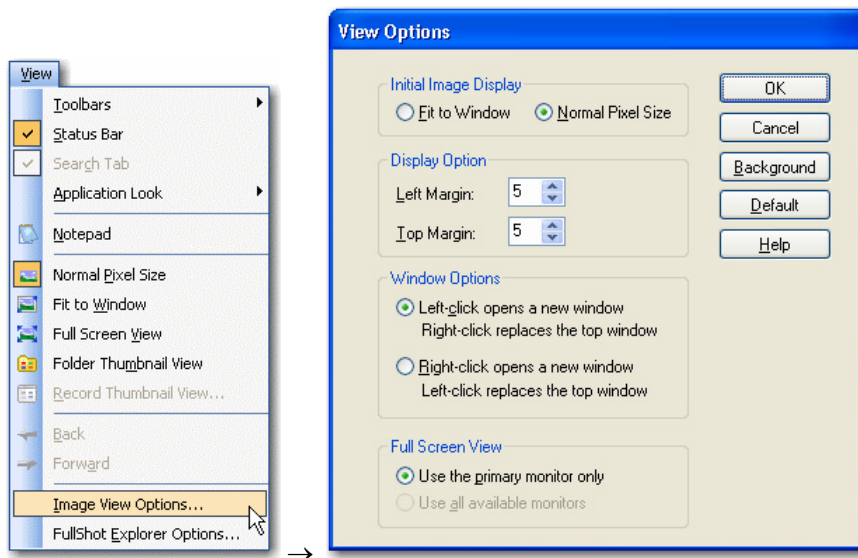 View
Toolbars
Status Bar
Search Tab
Application Look
Notepad
Normal Pixel Size
Fit to Window
Full Screen View
Folder Thumbnail View
Record Thumbnail View...
Back
Forward
Image View Options...
FullShot Explorer Options...
→
View Options
Initial Image Display
Fit to Window Normal Pixel Size
Display Option
Left Margin: 5
Top Margin: 5
Window Options
Left-click opens a new window
Right-click replaces the top window
Right-click opens a new window
Left-click replaces the top window
Full Screen View
Use the primary monitor only
Use all available monitors
OK
Cancel
Background
Default
Help